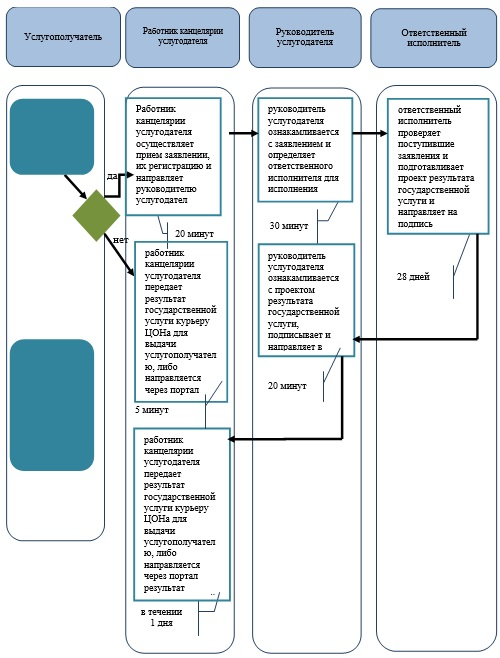 Услугополучатель
Работник канцелярии
услугодателя
Руководитель
услугодателя
Ответственный
исполнитель
Работник
канцелярии
услугодателя
осуществляет
прием заявлении,
их регистрацию и
направляет
руководителю
услугодател
руководитель
услугодателя
ознакамливается
с заявлением и
определяет
ответственного
исполнителя для
исполнения
ответственный
исполнитель
проверяет
поступившие
заявления и
подготавливает
проект результата
государственной
услуги и
направляет на
подпись
да
нет
20 минут
30 минут
28 дней
работник
канцелярии
услугодателя
передает
результат
государственной
услуги курьеру
ЦОНа для
выдачи
услугополучател
ю, либо
направляется
через портал
руководитель
услугодателя
ознакамливается
с проектом
результата
государственной
услуги,
подписывает и
направляет в
20 минут
5 минут
работник
канцелярии
услугодателя
передает
результат
государственной
услуги курьеру
ЦОНа для
выдачи
услугополучател
ю, либо
направляется
через портал
результат
в течении
1 дня